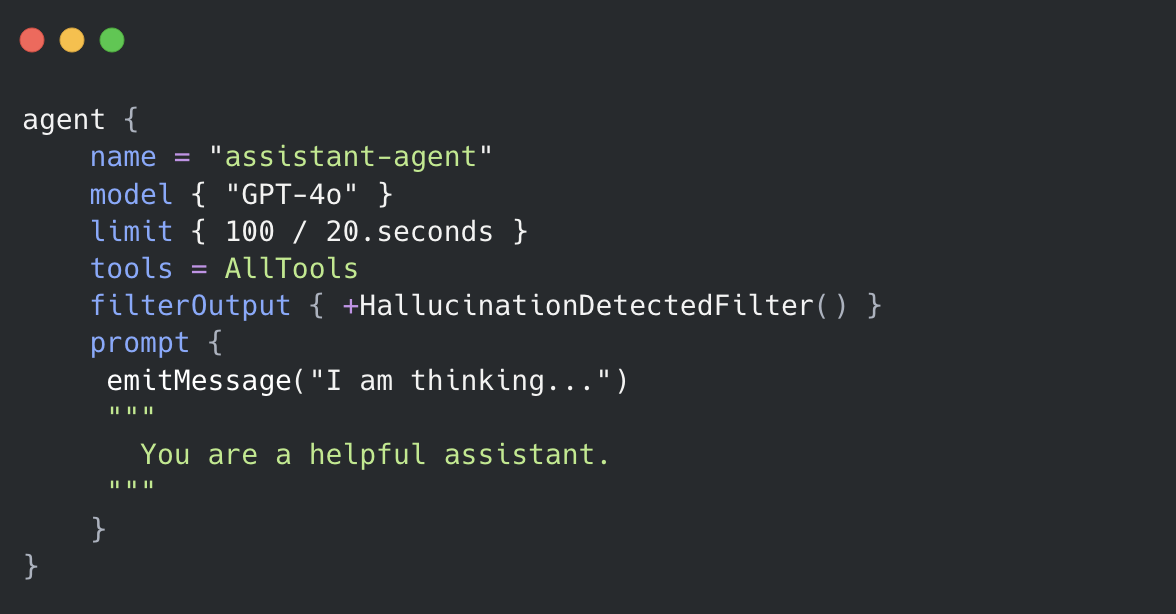 agent {
    name = "assistant-agent"
    model { "GPT-4o" }
    limit { 100 / 20.seconds }
    tools = AllTools
    filterOutput { +HallucinationDetectedFilter() }
    prompt {
     emitMessage("I am thinking...")
     """
       You are a helpful assistant.
     """
    }
}